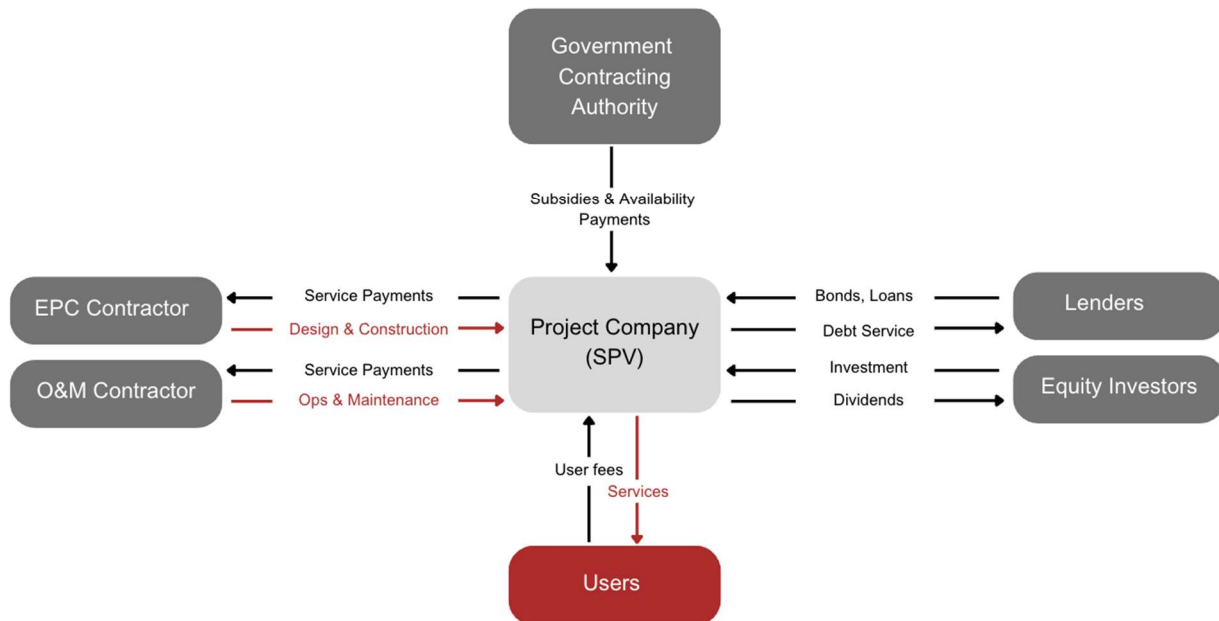 Government
Contracting
Authority
Subsidies & Availability
Payments
EPC Contractor
Service Payments
Design & Construction
O&M Contractor
Service Payments
Ops & Maintenance
Project Company
(SPV)
Bonds, Loans
Debt Service
Lenders
Investment
Dividends
Equity Investors
User fees
Services
Users